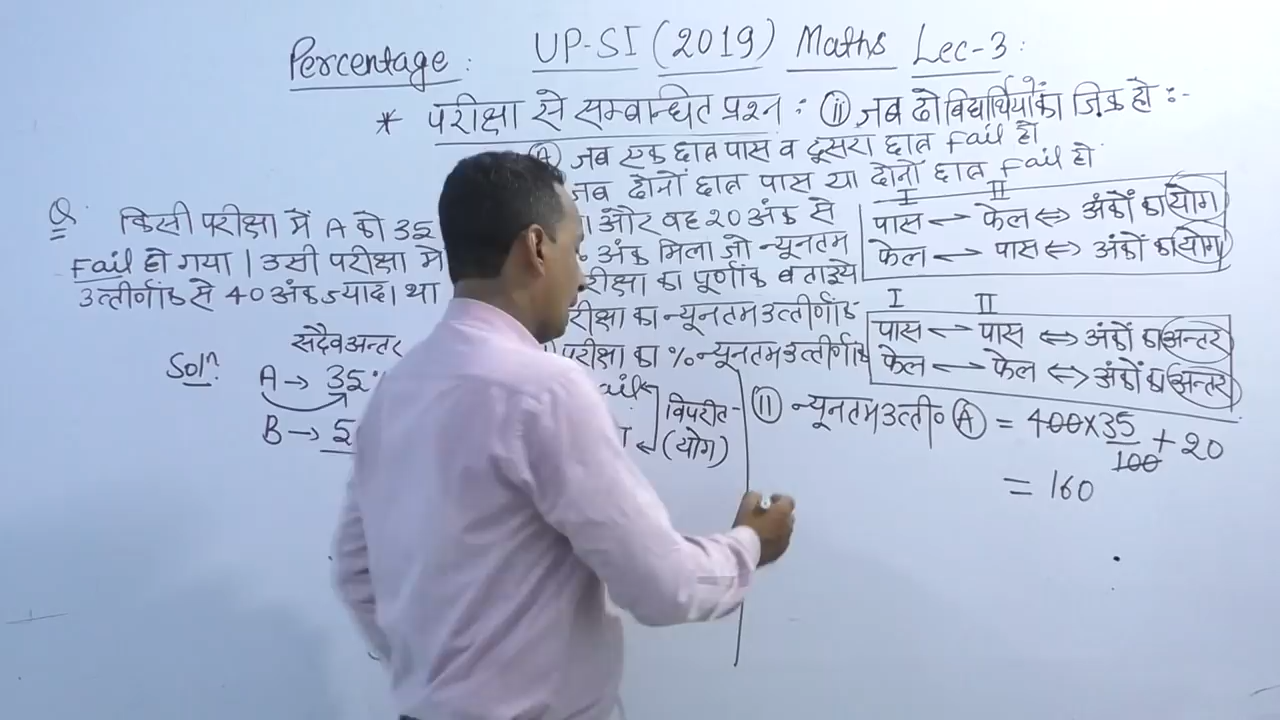 Percentage : UP-SI (2019) Maths Lec-3 :
* परीक्षा से सम्बान्धित प्रश्न : (ii) जब दो विद्यार्थियों का जिक्र हो :-
(A) जब एक छात्र पास व दूसरा छात्र Fail हो
जब दोनों छात्र पास या दोनों छात्र Fail हो
Q किसी परीक्षा में A को 35 और वह 20 अंक से
Fail हो गया | उसी परीक्षा में अंक मिला जो न्यूनतम
उत्तीर्णांक से 40 अंक ज्यादा था परीक्षा का पूर्णांक बताइये
परीक्षा का न्यूनतम उत्तीर्णांक
परीक्षा का % न्यूनतम उत्तीर्णांक
I II
पास — फेल ⇔ अंकों का योग
फेल — पास ⇔ अंकों का योग
I II
पास — पास ⇔ अंकों का अन्तर
फेल — फेल ⇔ अंकों का अन्तर
सदैव अन्तर
Solⁿ
A → 35%
B → 5
विपरीत-
(योग)
(II) न्यूनतम उत्ती० (A) = 400×35/100 + 20
= 160